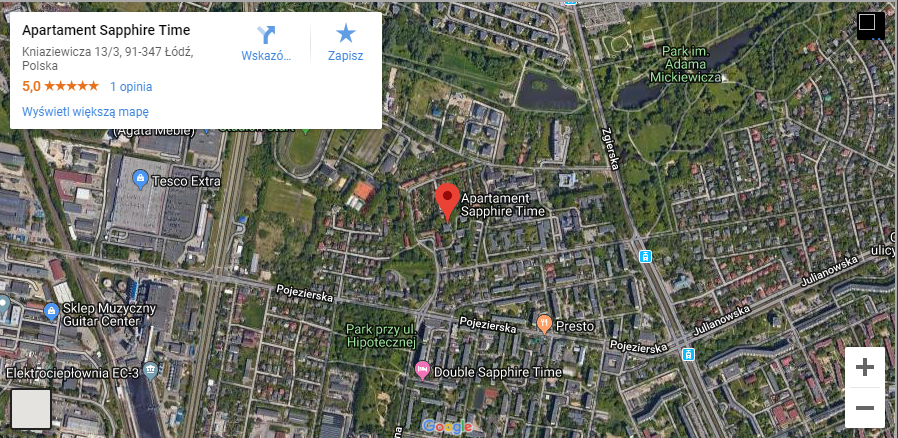 Apartament Sapphire Time
Kniaziewicza 13/3, 91-347 Łódź,
Polska
Wskazó...
Zapisz
5,0
1 opinia
Wyświetl większą mapę
(Agata Meble)
Park im.
Adama
Mickiewicza
Zgierska
Tesco Extra
Apartament
Sapphire Time
ulicy
Julianowska
Pojezierska
Sklep Muzyczny
Guitar Center
Pojezierska
Presto
Julianowska
Park przy ul.
Hipotecznej
Pojezierska
Elektrociepłownia EC-3
Double Sapphire Time
Google